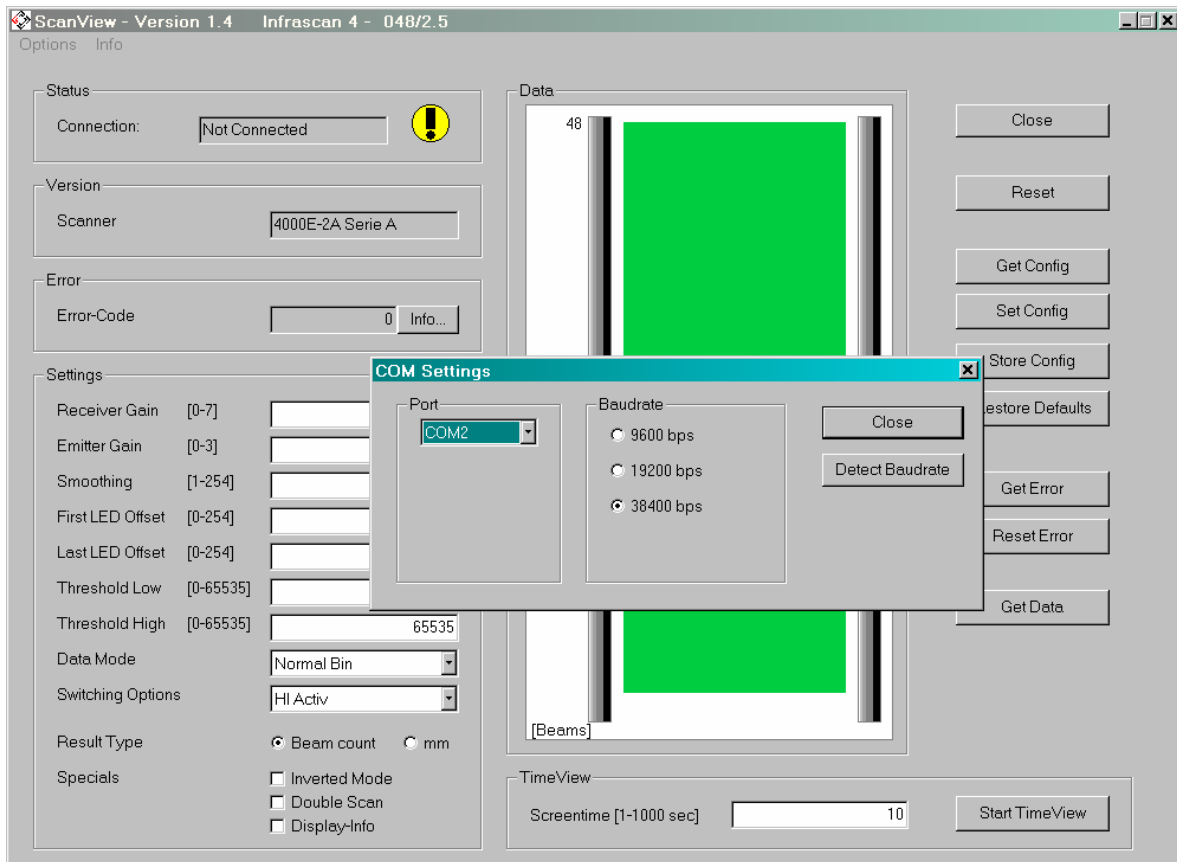 ScanView - Version 1.4 Infrascan 4 - 048/2.5
Options Info
Status
Connection: Not Connected
Version
Scanner 4000E-2A Serie A
Error
Error-Code 0 Info...
Settings
Receiver Gain [0-7]
Emitter Gain [0-3]
Smoothing [1-254]
First LED Offset [0-254]
Last LED Offset [0-254]
Threshold Low [0-65535]
Threshold High [0-65535] 65535
Data Mode Normal Bin
Switching Options HI Activ
Result Type Beam count mm
Specials Inverted Mode
Double Scan
Display-Info
Data
48
[Beams]
COM Settings
Port
COM2
Baudrate
9600 bps
19200 bps
38400 bps
Close
Detect Baudrate
TimeView
Screentime [1-1000 sec] 10
Start TimeView
Close
Reset
Get Config
Set Config
Store Config
estore Defaults
Get Error
Reset Error
Get Data